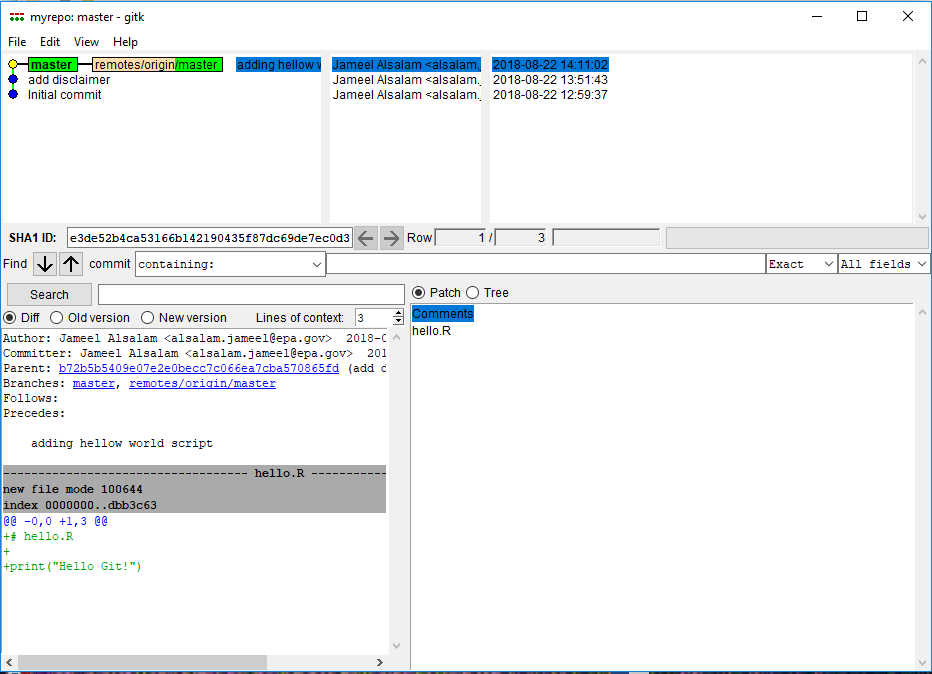 myrepo: master - gitk
File Edit View Help
master remotes/origin/master adding hellow Jameel Alsalam <alsalam. 2018-08-22 14:11:02
add disclaimer Jameel Alsalam <alsalam. 2018-08-22 13:51:43
Initial commit Jameel Alsalam <alsalam. 2018-08-22 12:59:37
SHA1 ID: e3de52b4ca53166b142190435f87dc69de7ec0d3 Row 1 / 3
Find commit containing: Exact All fields
Search Patch Tree
Diff Old version New version Lines of context: 3
Comments
hello.R
Author: Jameel Alsalam <alsalam.jameel@epa.gov> 2018-0
Committer: Jameel Alsalam <alsalam.jameel@epa.gov> 201
Parent: b72b5b5409e07e2e0becc7c066ea7cba570865fd (add d
Branches: master, remotes/origin/master
Follows:
Precedes:
adding hellow world script
---------------------------------- hello.R -----------
new file mode 100644
index 0000000..dbb3c63
@@ -0,0 +1,3 @@
+# hello.R
+
+print("Hello Git!")